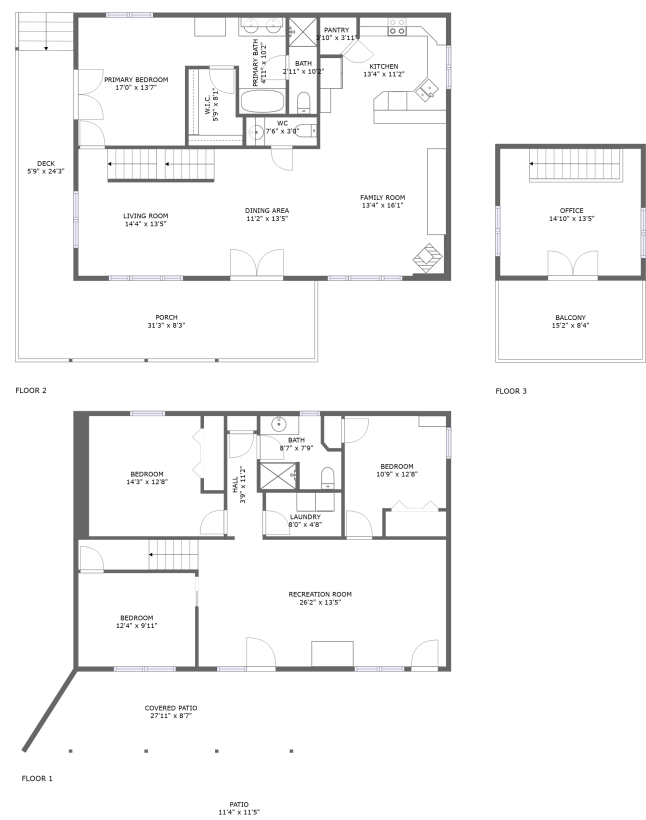 PANTRY
3'10" x 3'11"
PRIMARY BATH
4'11" x 10'2"
BATH
2'11" x 10'2"
KITCHEN
13'4" x 11'2"
PRIMARY BEDROOM
17'0" x 13'7"
W.I.C.
5'9" x 8'1"
WC
7'6" x 3'0"
DECK
5'9" x 24'3"
FAMILY ROOM
13'4" x 16'1"
LIVING ROOM
14'4" x 13'5"
DINING AREA
11'2" x 13'5"
OFFICE
14'10" x 13'5"
PORCH
31'3" x 8'3"
BALCONY
15'2" x 8'4"
FLOOR 2
FLOOR 3
BATH
8'7" x 7'9"
BEDROOM
14'3" x 12'8"
HALL
3'9" x 11'2"
BEDROOM
10'9" x 12'8"
LAUNDRY
8'0" x 4'8"
RECREATION ROOM
26'2" x 13'5"
BEDROOM
12'4" x 9'11"
COVERED PATIO
27'11" x 8'7"
FLOOR 1
PATIO
11'4" x 11'5"